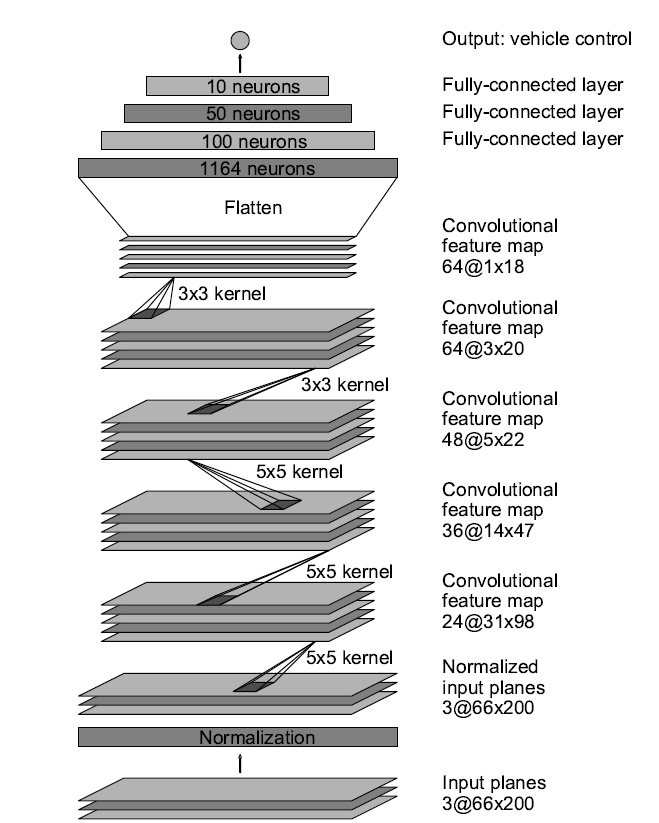 Output: vehicle control
10 neurons
Fully-connected layer
50 neurons
Fully-connected layer
100 neurons
Fully-connected layer
1164 neurons
Flatten
Convolutional
feature map
64@1x18
3x3 kernel
Convolutional
feature map
64@3x20
3x3 kernel
Convolutional
feature map
48@5x22
5x5 kernel
Convolutional
feature map
36@14x47
5x5 kernel
Convolutional
feature map
24@31x98
5x5 kernel
Normalized
input planes
3@66x200
Normalization
Input planes
3@66x200